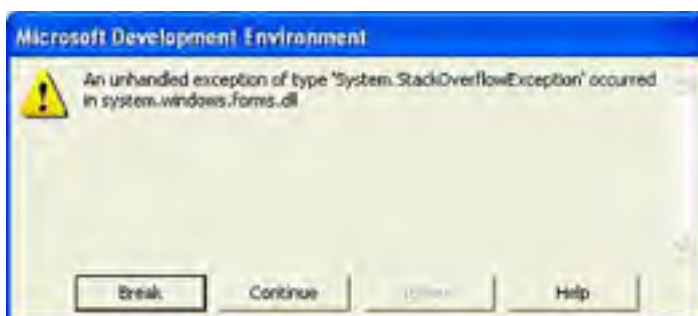 Microsoft Development Environment
An unhandled exception of type 'System.StackOverflowException' occurred
in system.windows.forms.dll
Break Continue Help